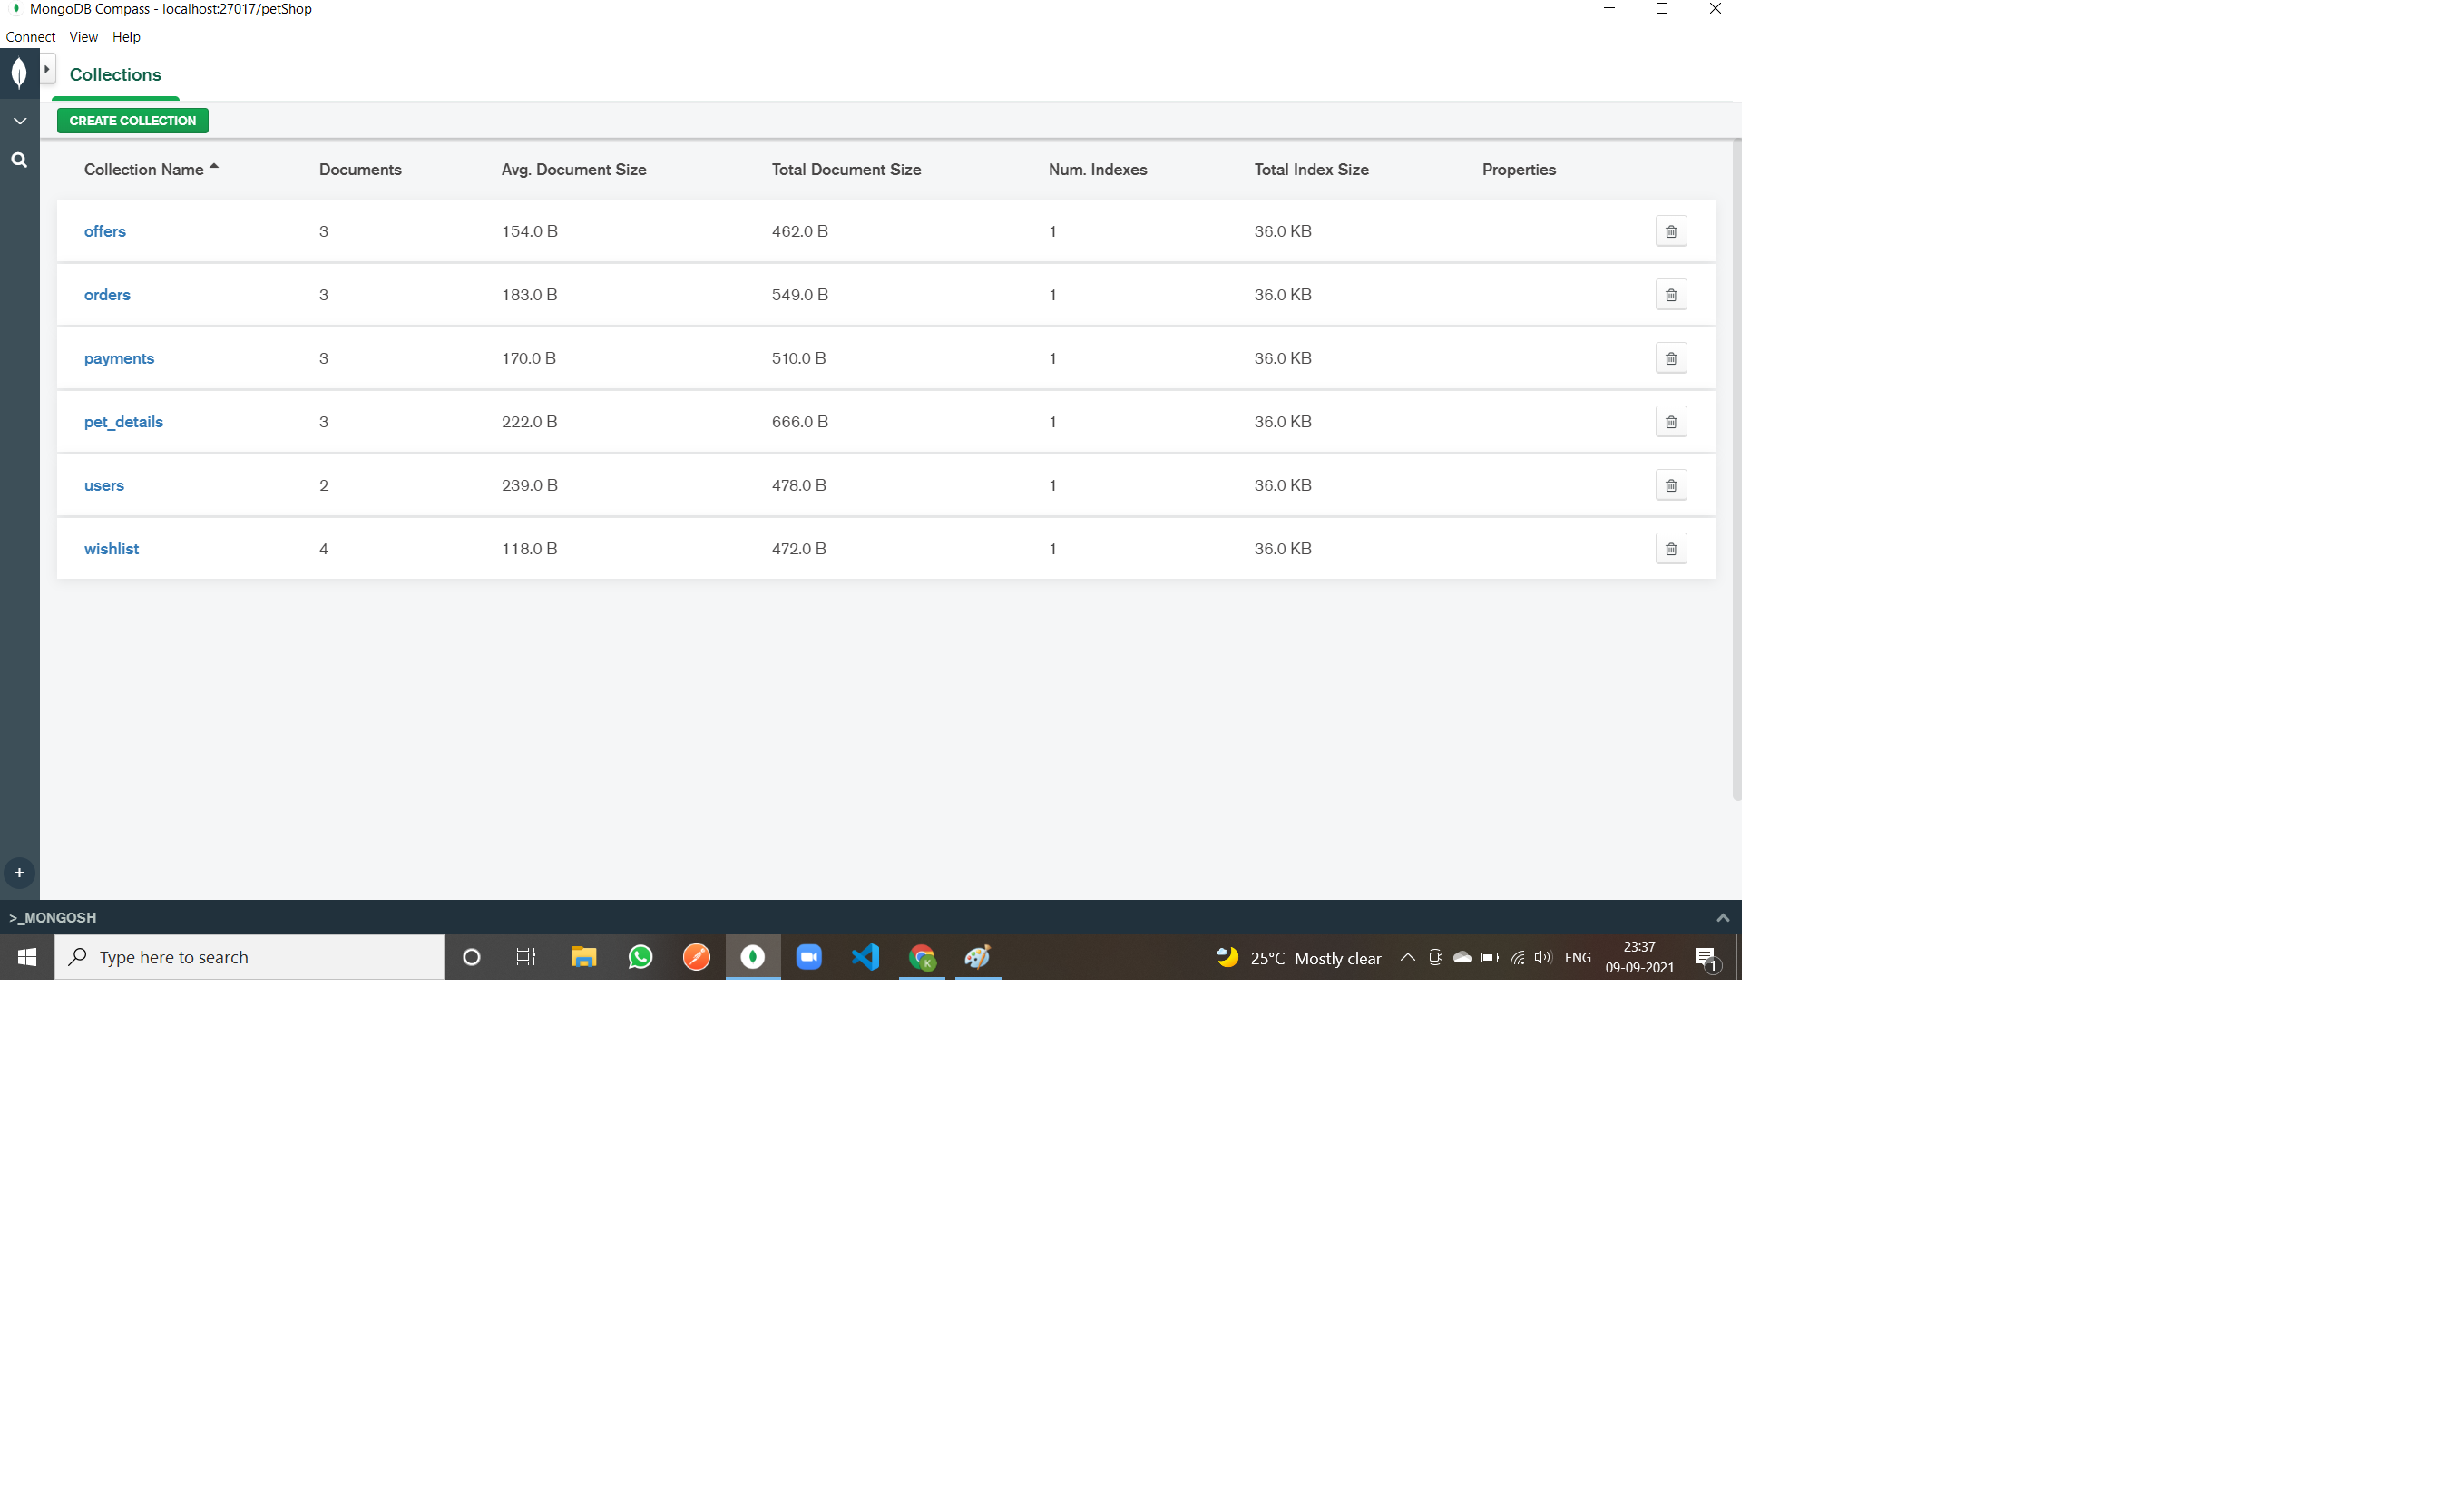 MongoDB Compass - localhost:27017/petShop
Connect View Help
Collections
CREATE COLLECTION
Collection Name Documents Avg. Document Size Total Document Size Num. Indexes Total Index Size Properties
offers 3 154.0 B 462.0 B 1 36.0 KB
orders 3 183.0 B 549.0 B 1 36.0 KB
payments 3 170.0 B 510.0 B 1 36.0 KB
pet_details 3 222.0 B 666.0 B 1 36.0 KB
users 2 239.0 B 478.0 B 1 36.0 KB
wishlist 4 118.0 B 472.0 B 1 36.0 KB
>_MONGOSH
Type here to search
K
25°C Mostly clear
ENG
23:37
09-09-2021
1